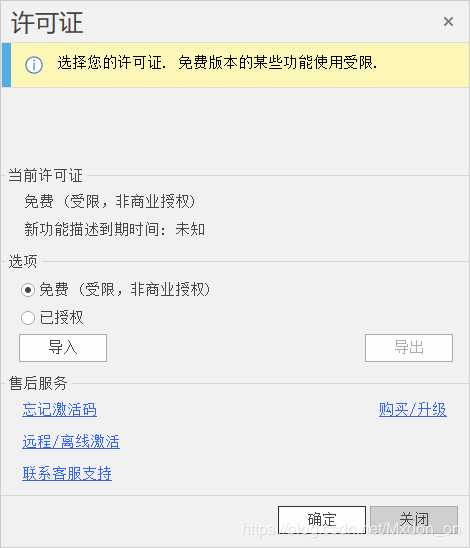 许可证
选择您的许可证. 免费版本的某些功能使用受限.
当前许可证
免费 (受限，非商业授权)
新功能描述到期时间: 未知
选项
免费 (受限，非商业授权)
已授权
导入 导出
售后服务
忘记激活码 购买/升级
远程/离线激活
联系客服支持
确定 关闭
https://blog.csdn.net/Mxdon_on